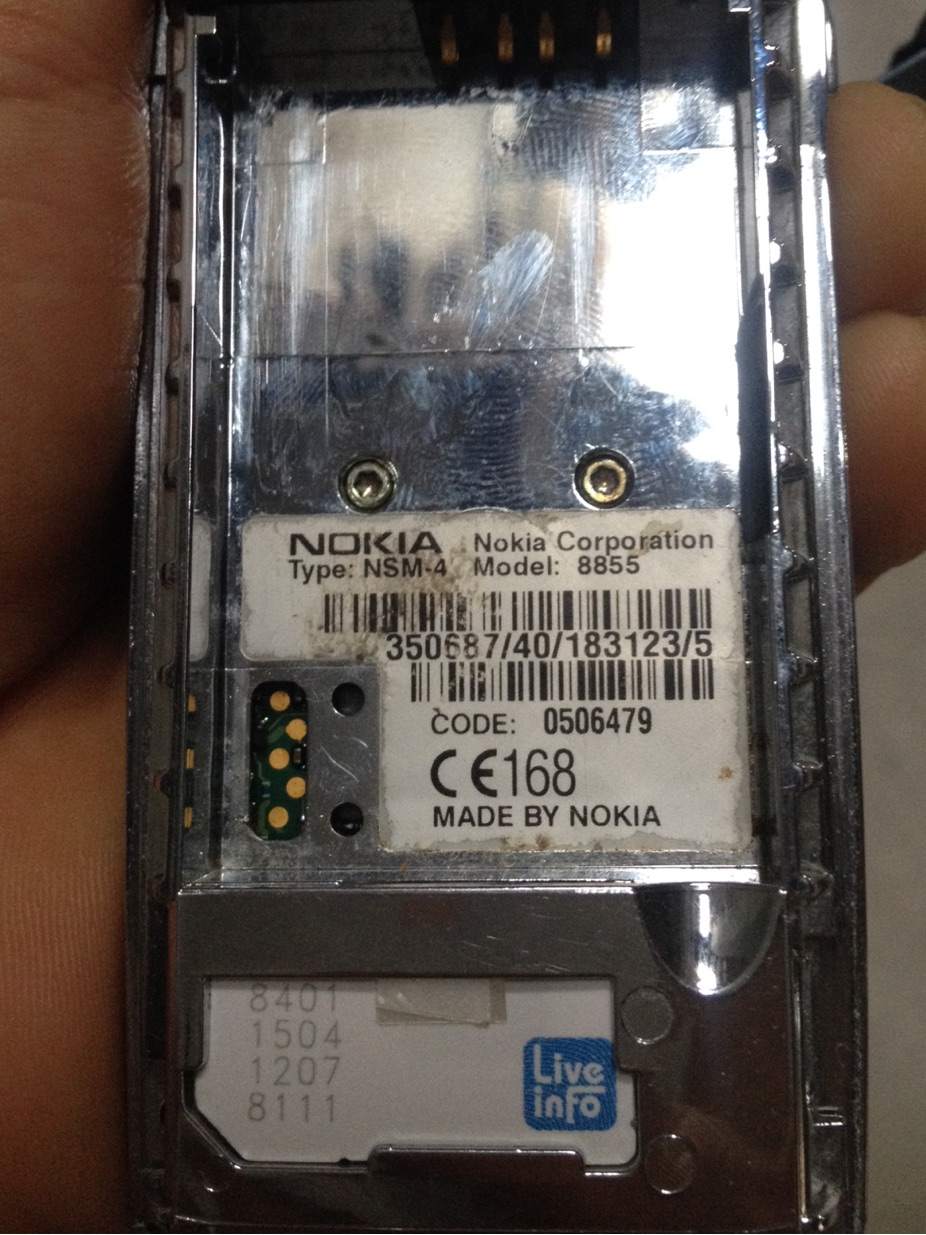 NOKIA Nokia Corporation
Type: NSM-4 Model: 8855
350687/40/183123/5
CODE: 0506479
CE168
MADE BY NOKIA
8401
1504
1207
8111
Live
info